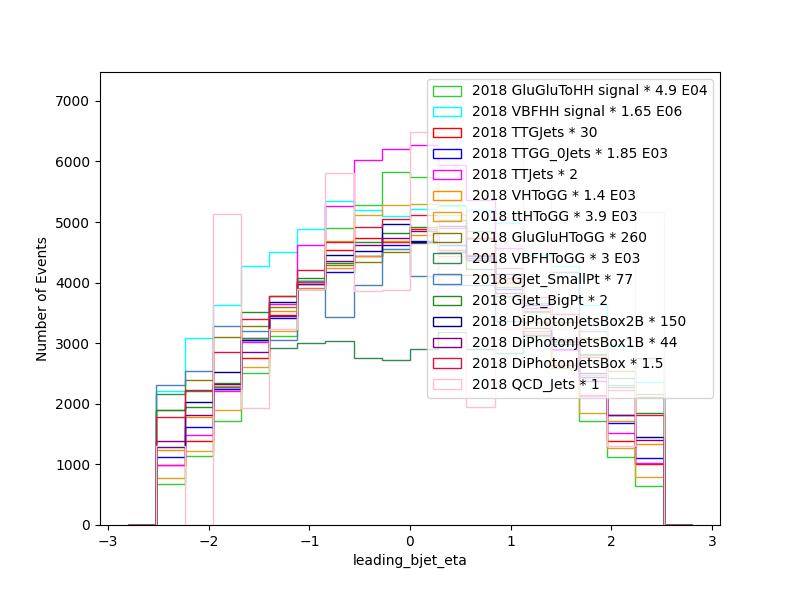 7000
6000
5000
4000
3000
2000
1000
0
Number of Events
−3
−2
−1
0
1
2
3
leading_bjet_eta
2018 GluGluToHH signal * 4.9 E04
2018 VBFHH signal * 1.65 E06
2018 TTGJets * 30
2018 TTGG_0Jets * 1.85 E03
2018 TTJets * 2
2018 VHToGG * 1.4 E03
2018 ttHToGG * 3.9 E03
2018 GluGluHToGG * 260
2018 VBFHToGG * 3 E03
2018 GJet_SmallPt * 77
2018 GJet_BigPt * 2
2018 DiPhotonJetsBox2B * 150
2018 DiPhotonJetsBox1B * 44
2018 DiPhotonJetsBox * 1.5
2018 QCD_Jets * 1